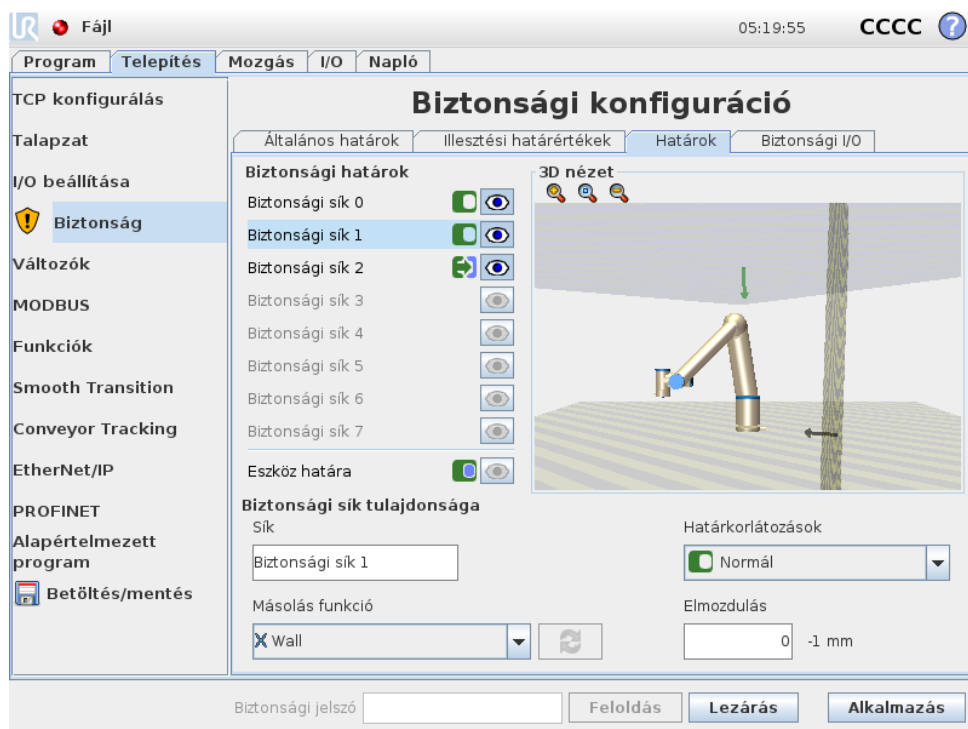 UR Fájl 05:19:55 CCCC ?
Program Telepítés Mozgás I/O Napló
TCP konfigurálás
Talapzat
I/O beállítása
Biztonság
Változók
MODBUS
Funkciók
Smooth Transition
Conveyor Tracking
EtherNet/IP
PROFINET
Alapértelmezett
program
Betöltés/mentés
Biztonsági konfiguráció
Általános határok Illesztési határértékek Határok Biztonsági I/O
Biztonsági határok
Biztonsági sík 0
Biztonsági sík 1
Biztonsági sík 2
Biztonsági sík 3
Biztonsági sík 4
Biztonsági sík 5
Biztonsági sík 6
Biztonsági sík 7
Eszköz határa
3D nézet
Biztonsági sík tulajdonsága
Sík
Biztonsági sík 1
Határkorlátozások
Normál
Másolás funkció
Wall
Elmozdulás
0 -1 mm
Biztonsági jelszó Feloldás Lezárás Alkalmazás